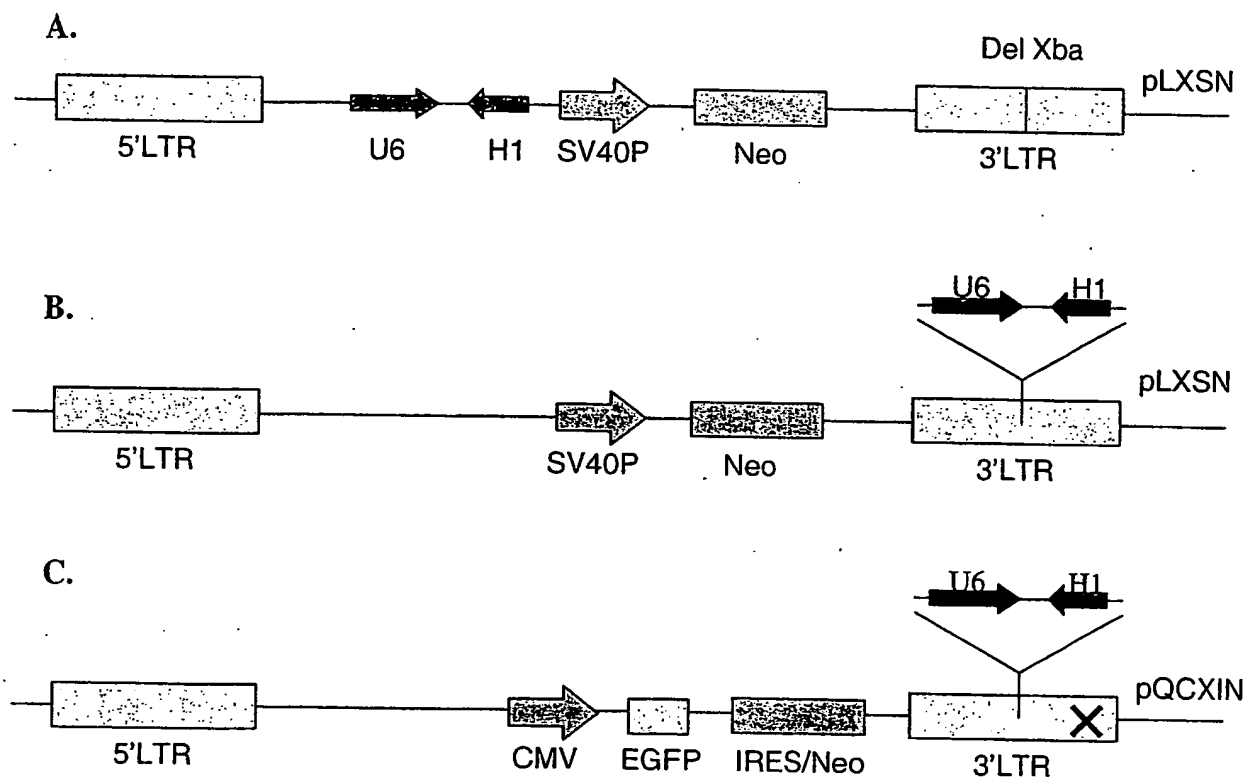 A.
Del Xba
pLXSN
5'LTR
U6
H1
SV40P
Neo
3'LTR
B.
U6
H1
pLXSN
5'LTR
SV40P
Neo
3'LTR
C.
U6
H1
pQCXIN
5'LTR
CMV
EGFP
IRES/Neo
3'LTR